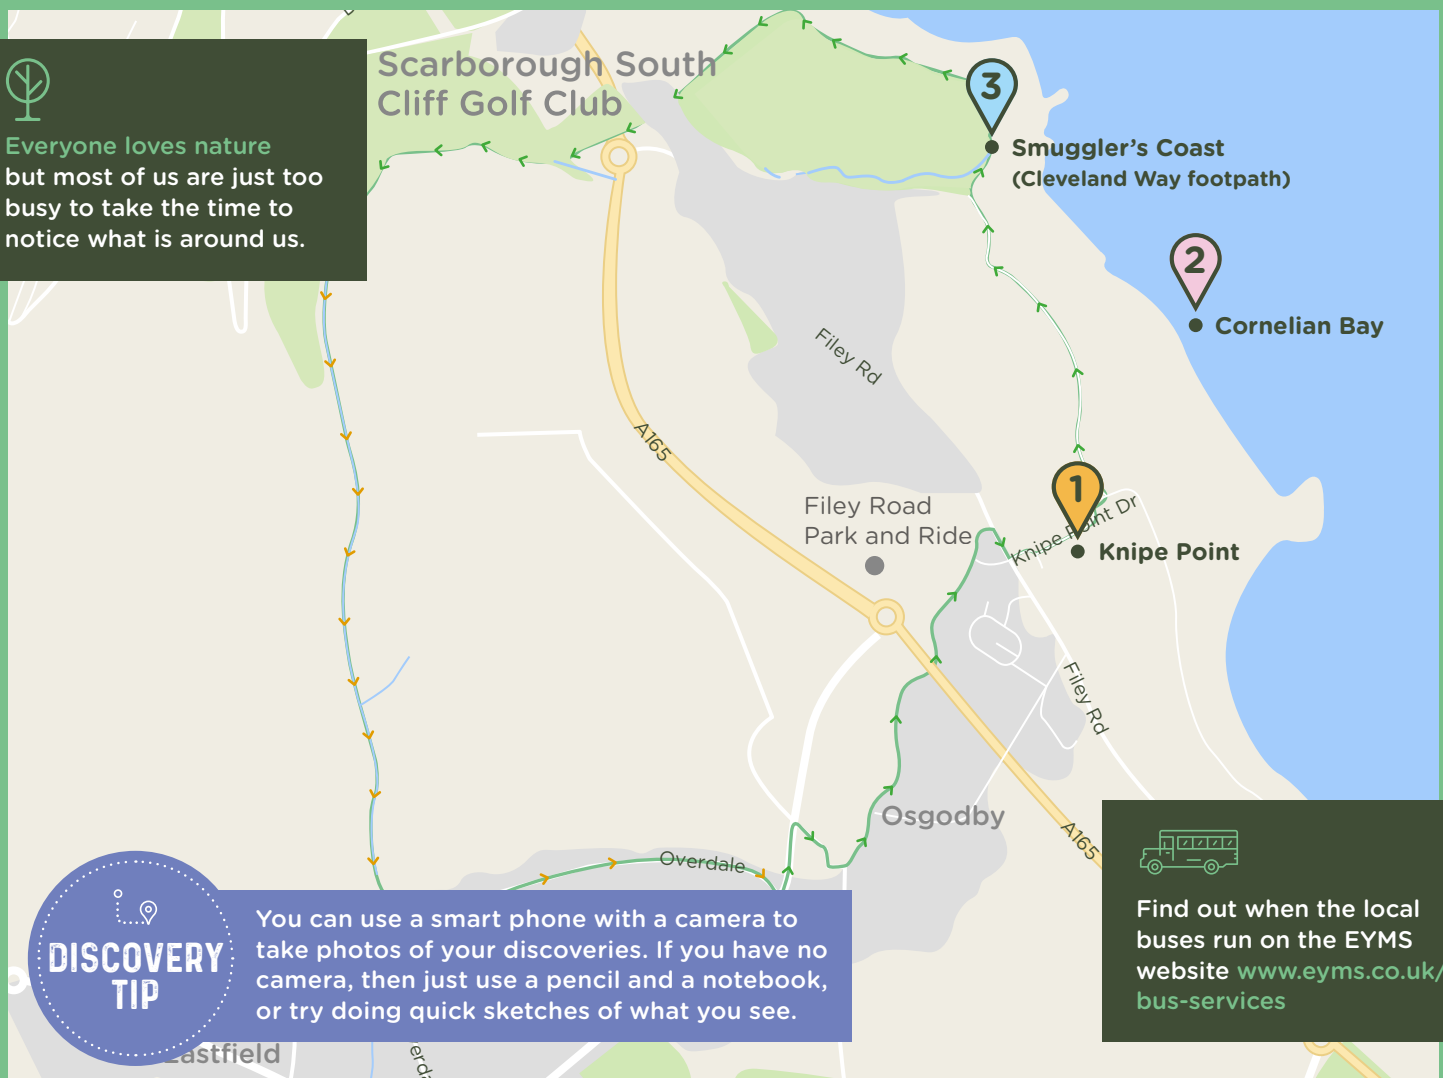 Scarborough South
Cliff Golf Club
Everyone loves nature
but most of us are just too
busy to take the time to
notice what is around us.
3
Smuggler's Coast
(Cleveland Way footpath)
2
Cornelian Bay
Filey Rd
A165
1
Filey Road
Park and Ride
Knipe Point Dr
Knipe Point
Filey Rd
Osgodby
A165
Overdale
DISCOVERY
TIP
You can use a smart phone with a camera to
take photos of your discoveries. If you have no
camera, then just use a pencil and a notebook,
or try doing quick sketches of what you see.
Find out when the local
buses run on the EYMS
website www.eyms.co.uk/
bus-services
Eastfield